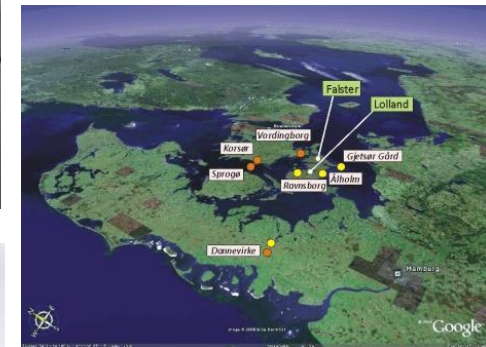 Falster
Lolland
Vordingborg
Korsør
Gjetsør Gård
Sprogø
Ravnsborg
Ålholm
Dannevirke
Hamburg
Google